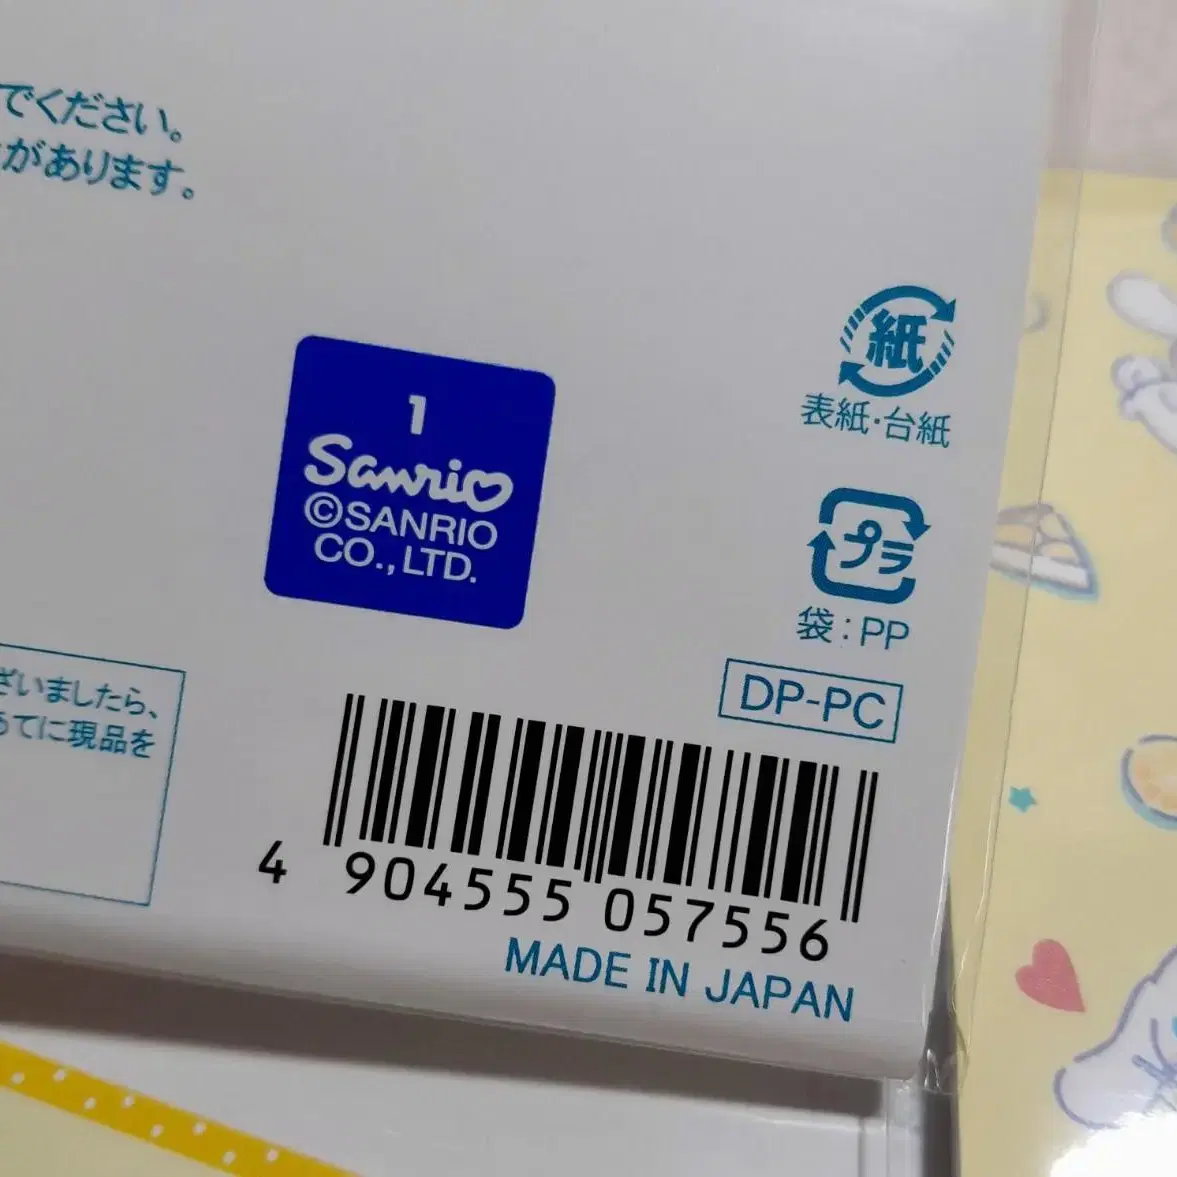 でください。
があります。
紙
表紙・台紙
1
Sanrio
©SANRIO
CO., LTD.
プラ
袋：PP
DP-PC
ざいましたら、
てに現品を
4 904555 057556
MADE IN JAPAN